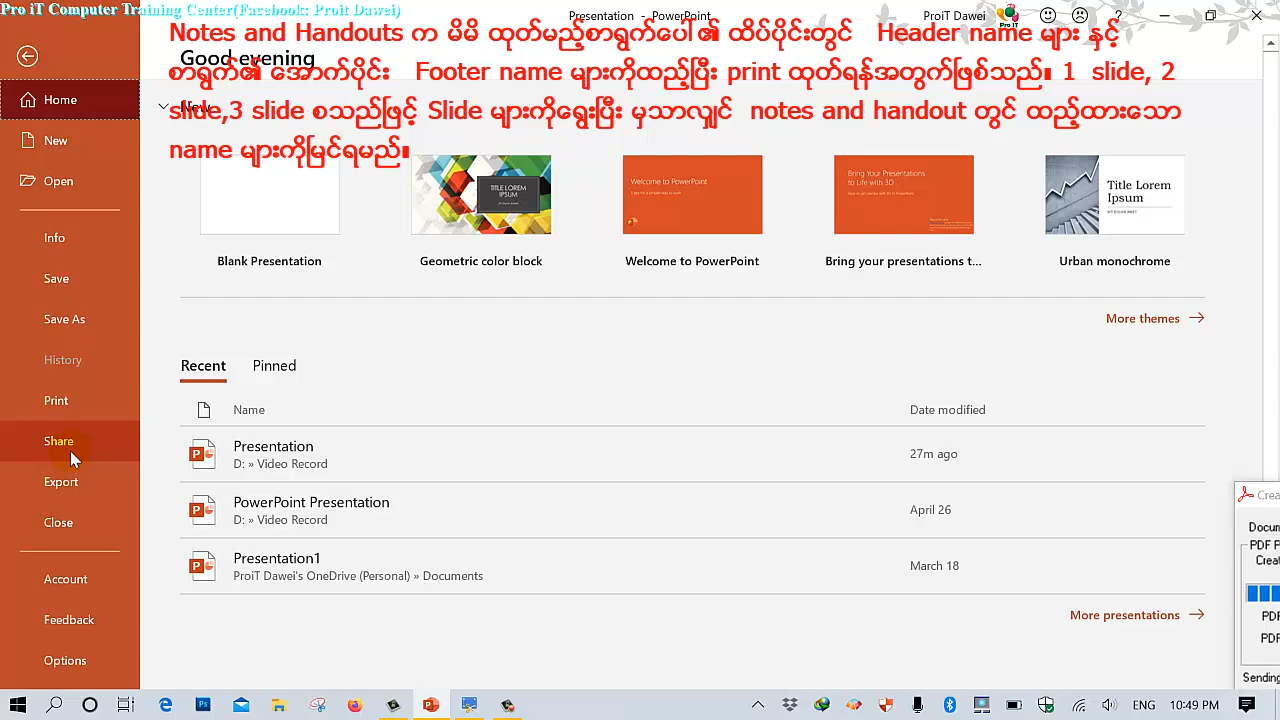 Pro iT Computer Training Center(Facebook: Proit Dawei)
Presentation - PowerPoint
ProiT Dawei
Pro IT
?
Notes and Handouts က မိမိ ထုတ်မည့်စာရွက်ပေါ်၏ ထိပ်ပိုင်းတွင် Header name များ နှင့်
Good evening
စာရွက်၏ အောက်ပိုင်း Footer name များကိုထည့်ပြီး print ထုတ်ရန်အတွက်ဖြစ်သည်။ 1 slide, 2
Home
New
slide,3 slide စသည်ဖြင့် Slide များကိုရွေးပြီး မှသာလျှင် notes and handout တွင် ထည့်ထားသော
New
name များကိုမြင်ရမည်။
Open
TITLE LOREM IPSUM
Welcome to PowerPoint
Bring Your Presentations
to Life with 3D
Title Lorem
Ipsum
Info
Blank Presentation
Geometric color block
Welcome to PowerPoint
Bring your presentations t...
Urban monochrome
Save
Save As
More themes
History
Recent
Pinned
Print
Name
Date modified
Share
Presentation
D: » Video Record
27m ago
Export
PowerPoint Presentation
D: » Video Record
April 26
Close
Presentation1
ProiT Dawei's OneDrive (Personal) » Documents
March 18
Account
Feedback
More presentations
Options
Crea
Docum
PDF P
Crea
PDF
PDF
Sending
ENG
10:49 PM